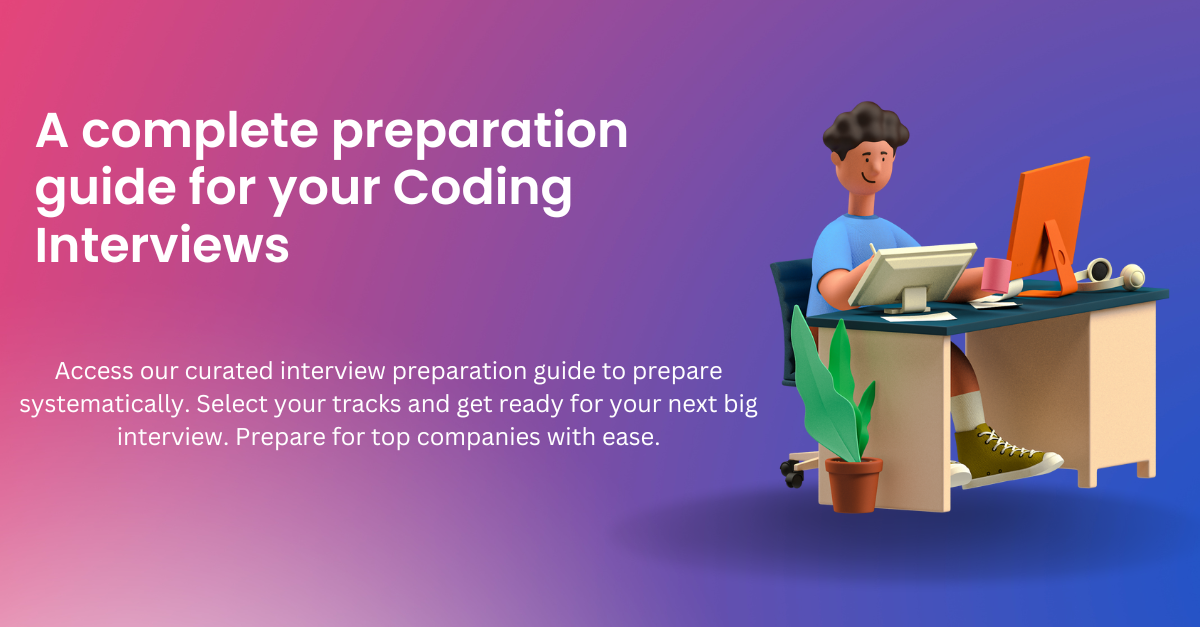 A complete preparation
guide for your Coding
Interviews
Access our curated interview preparation guide to prepare
systematically. Select your tracks and get ready for your next big
interview. Prepare for top companies with ease.